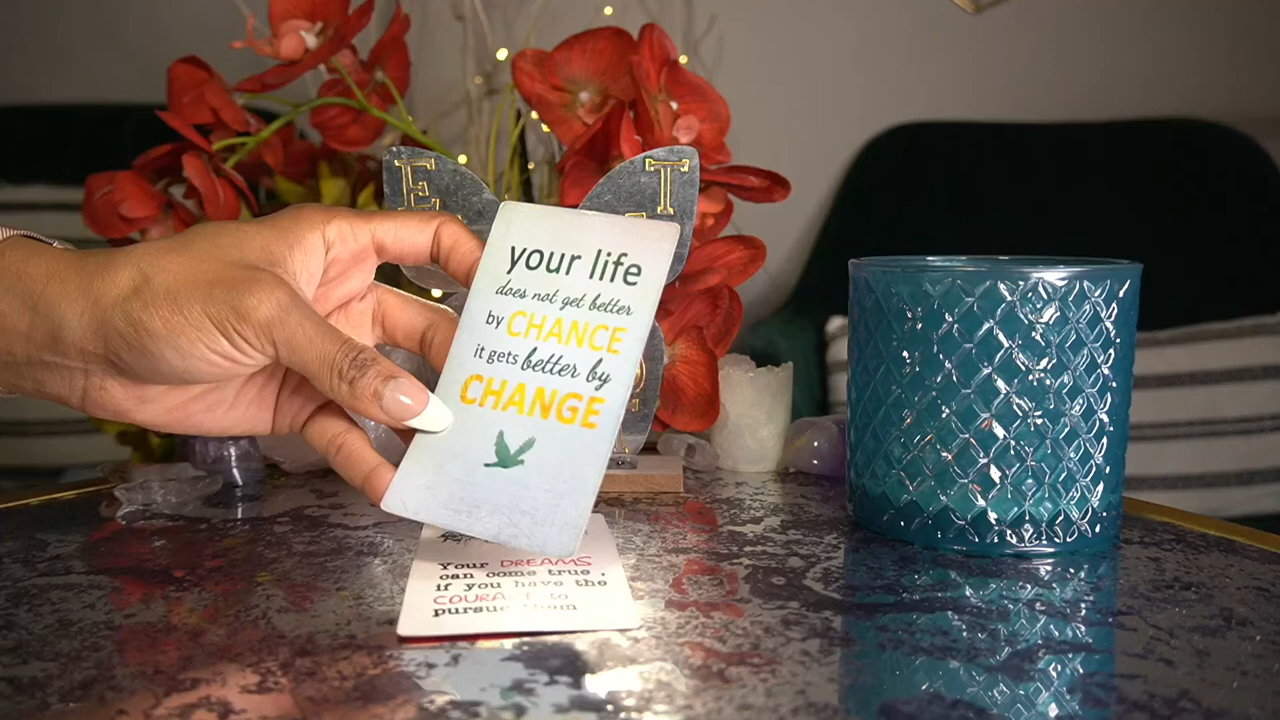 E T
your life
does not get better
by CHANCE
it gets better by
CHANGE
Your DREAMS
can come true,
if you have the
to
pursue them